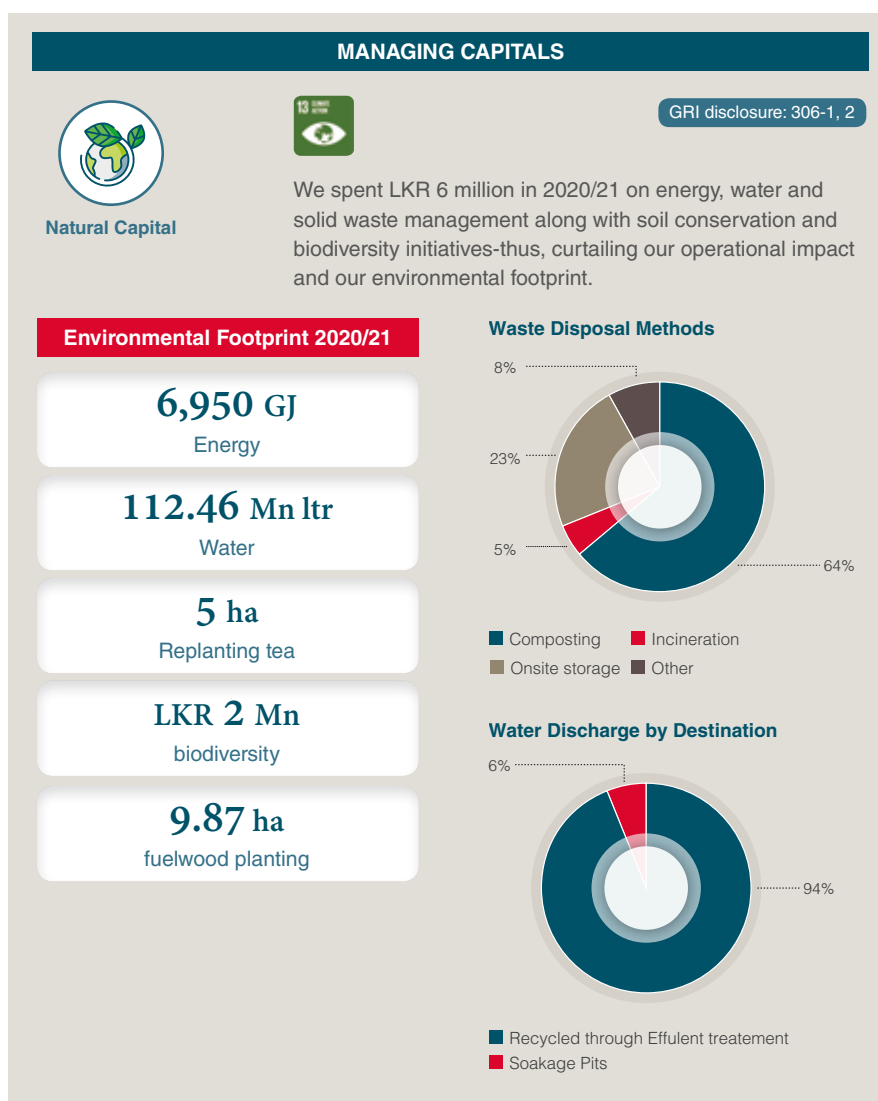 MANAGING CAPITALS
13 CLIMATE
ACTION
GRI disclosure: 306-1, 2
Natural Capital
We spent LKR 6 million in 2020/21 on energy, water and
solid waste management along with soil conservation and
biodiversity initiatives-thus, curtailing our operational impact
and our environmental footprint.
Environmental Footprint 2020/21
6,950 GJ
Energy
112.46 Mn ltr
Water
5 ha
Replanting tea
LKR 2 Mn
biodiversity
9.87 ha
fuelwood planting
Waste Disposal Methods
8%
23%
5%
64%
Composting
Incineration
Onsite storage
Other
Water Discharge by Destination
6%
94%
Recycled through Effulent treatement
Soakage Pits